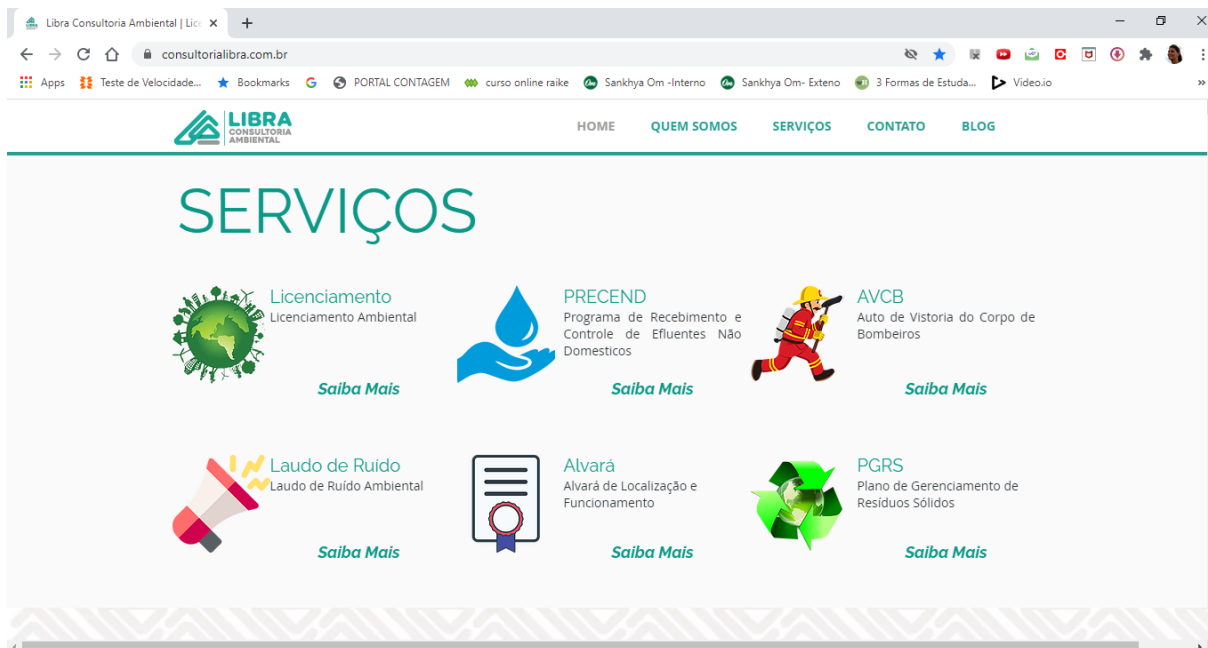 Libra Consultoria Ambiental | Lice
consultorialibra.com.br
Apps Teste de Velocidade... Bookmarks PORTAL CONTAGEM curso online raike Sankhya Om -Interno Sankhya Om- Exteno 3 Formas de Estuda... Video.io »
LIBRA
CONSULTORIA
AMBIENTAL
HOME QUEM SOMOS SERVIÇOS CONTATO BLOG
SERVIÇOS
Licenciamento
Licenciamento Ambiental
Saiba Mais
PRECEND
Programa de Recebimento e
Controle de Efluentes Não
Domesticos
Saiba Mais
AVCB
Auto de Vistoria do Corpo de
Bombeiros
Saiba Mais
Laudo de Ruído
Laudo de Ruído Ambiental
Saiba Mais
Alvará
Alvará de Localização e
Funcionamento
Saiba Mais
PGRS
Plano de Gerenciamento de
Resíduos Sólidos
Saiba Mais